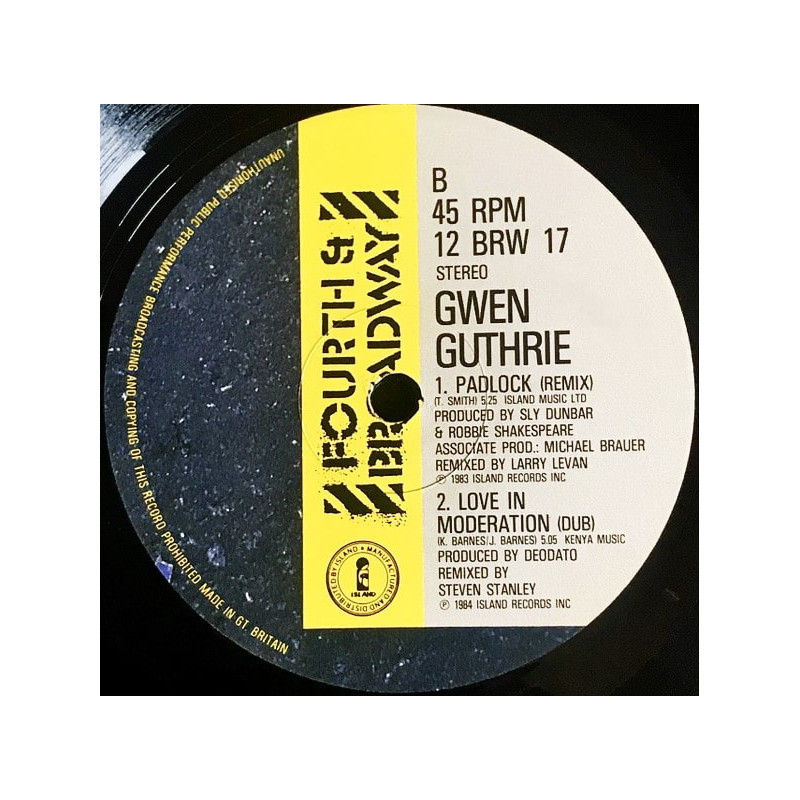 UNAUTHORISED PUBLIC PERFORMANCE BROADCASTING AND COPYING OF THIS RECORD PROHIBITED MADE IN GT BRITAIN
FOURTH &
BROADWAY
MANUFACTURED AND DISTRIBUTED BY ISLAND •
ISLAND
B
45 RPM
12 BRW 17
STEREO
GWEN
GUTHRIE
1. PADLOCK (REMIX)
(T. SMITH) 5.25 ISLAND MUSIC LTD
PRODUCED BY SLY DUNBAR
& ROBBIE SHAKESPEARE
ASSOCIATE PROD.: MICHAEL BRAUER
REMIXED BY LARRY LEVAN
℗ 1983 ISLAND RECORDS INC
2. LOVE IN
MODERATION (DUB)
(K. BARNES/J. BARNES) 5.05 KENYA MUSIC
PRODUCED BY DEODATO
REMIXED BY
STEVEN STANLEY
℗ 1984 ISLAND RECORDS INC